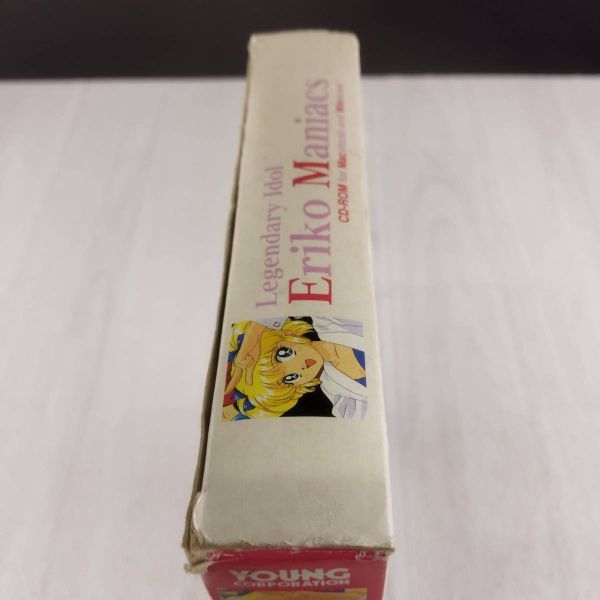 Legendary Idol
Eriko Maniacs
CD-ROM for Macintosh and Windows
YOUNG
CORPORATION